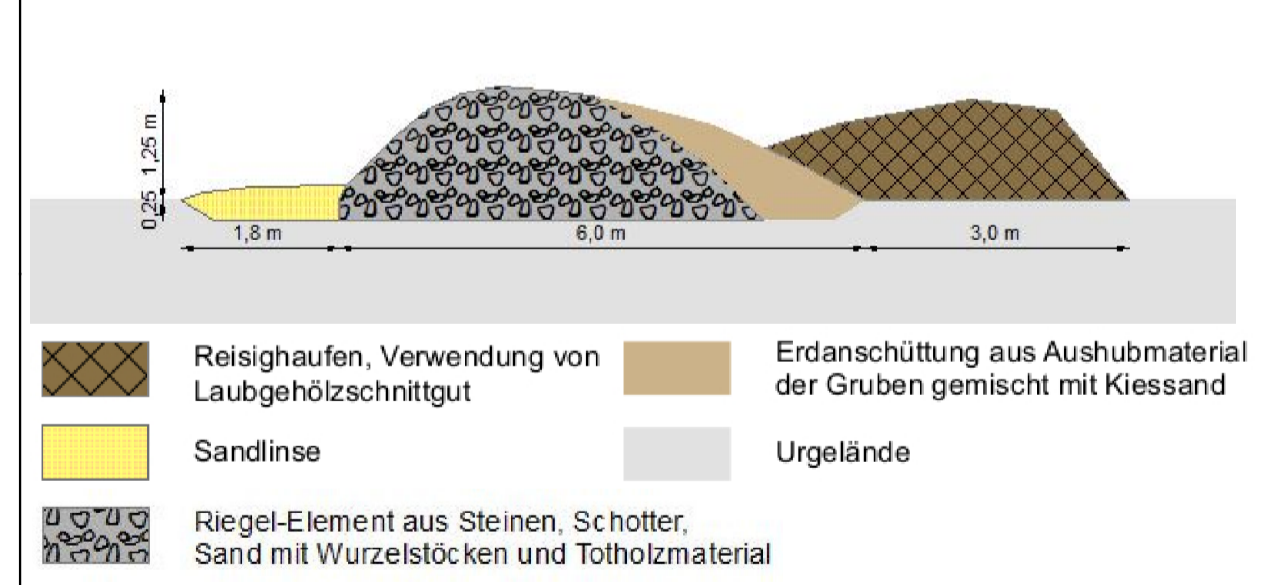 1,25 m
0,25
1,8 m
6,0 m
3,0 m
Reisighaufen, Verwendung von
Laubgehölzschnittgut
Erdanschüttung aus Aushubmaterial
der Gruben gemischt mit Kiessand
Sandlinse
Urgelände
Riegel-Element aus Steinen, Schotter,
Sand mit Wurzelstöcken und Totholzmaterial